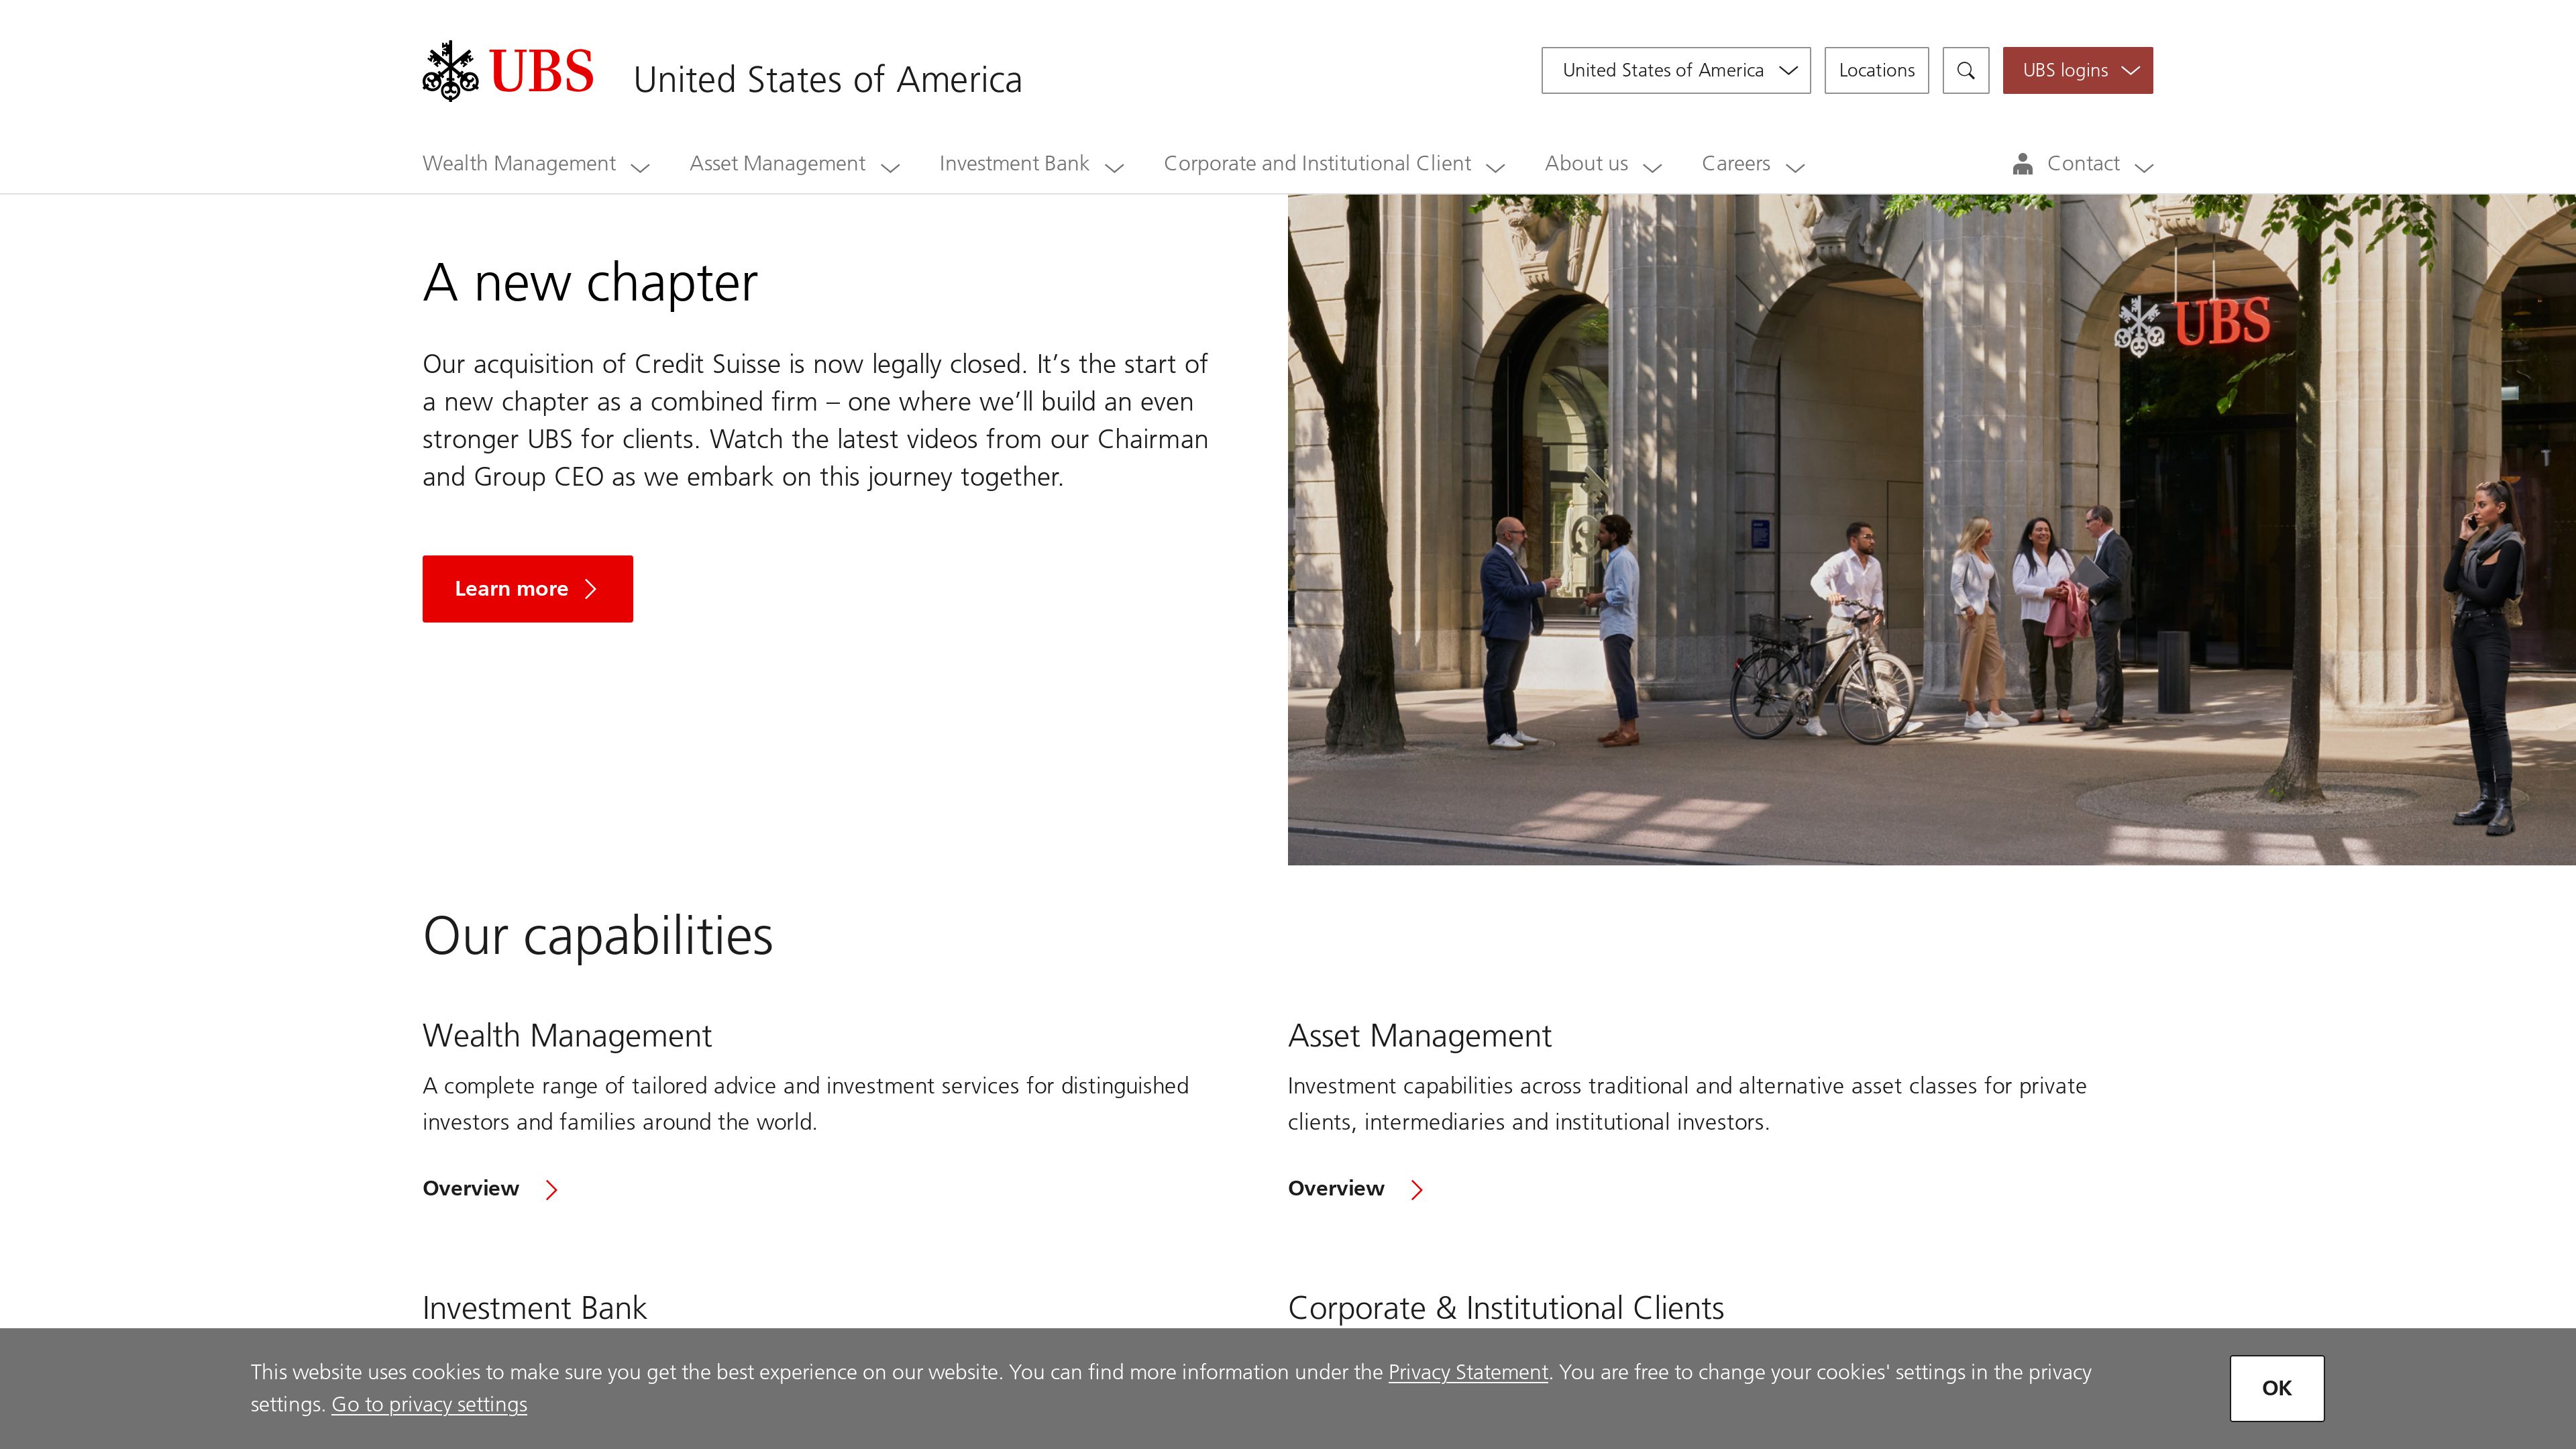 UBS
United States of America
United States of America
Locations
UBS logins
Wealth Management
Asset Management
Investment Bank
Corporate and Institutional Client
About us
Careers
Contact
A new chapter
Our acquisition of Credit Suisse is now legally closed. It’s the start of
a new chapter as a combined firm – one where we’ll build an even
stronger UBS for clients. Watch the latest videos from our Chairman
and Group CEO as we embark on this journey together.
Learn more
UBS
Our capabilities
Wealth Management
A complete range of tailored advice and investment services for distinguished
investors and families around the world.
Overview
Asset Management
Investment capabilities across traditional and alternative asset classes for private
clients, intermediaries and institutional investors.
Overview
Investment Bank
Corporate & Institutional Clients
This website uses cookies to make sure you get the best experience on our website. You can find more information under the Privacy Statement. You are free to change your cookies' settings in the privacy
settings. Go to privacy settings
OK